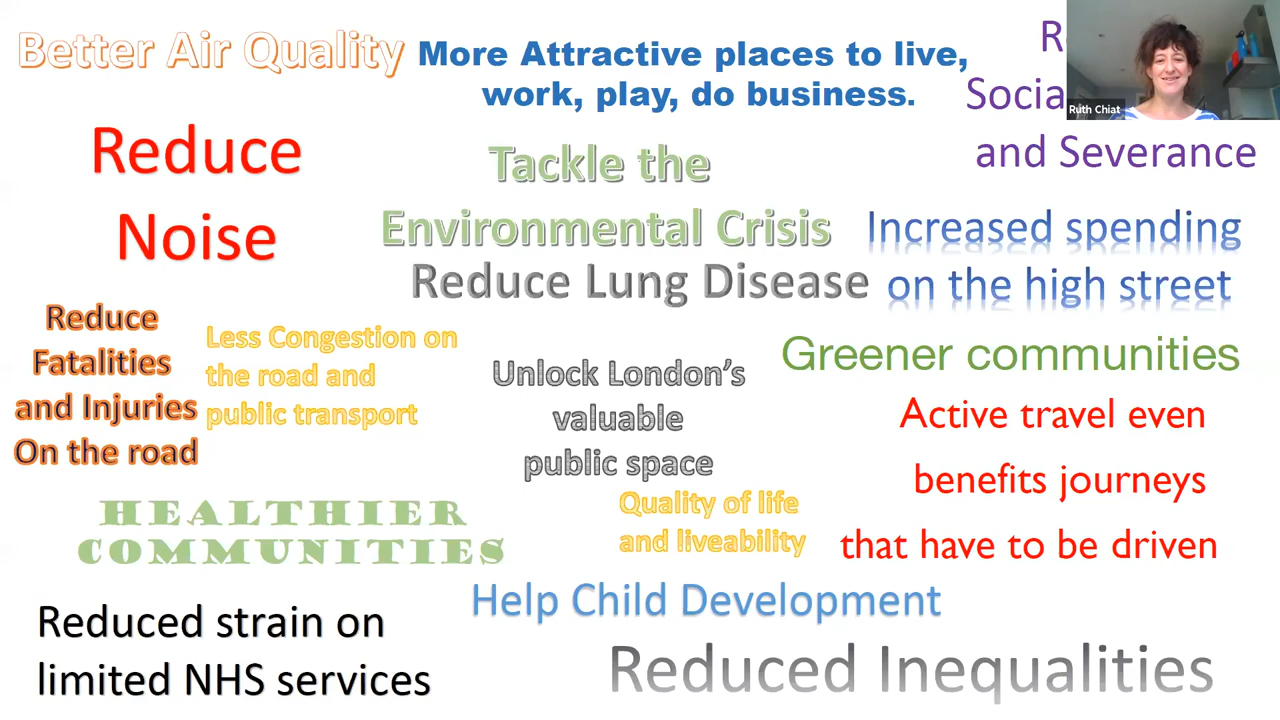 Better Air Quality
More Attractive places to live,
work, play, do business.
Ruth Chiat
and Severance
Reduce
Noise
Tackle the
Environmental Crisis
Increased spending
on the high street
Reduce Lung Disease
Reduce
Fatalities
and Injuries
On the road
Less Congestion on
the road and
public transport
Unlock London's
valuable
public space
Greener communities
Active travel even
benefits journeys
that have to be driven
HEALTHIER
COMMUNITIES
Quality of life
and liveability
Help Child Development
Reduced strain on
limited NHS services
Reduced Inequalities